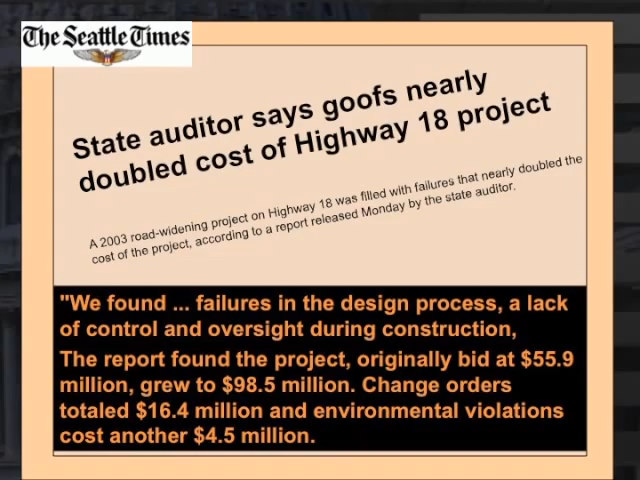 The Seattle Times
State auditor says goofs nearly
doubled cost of Highway 18 project
A 2003 road-widening project on Highway 18 was filled with failures that nearly doubled the
cost of the project, according to a report released Monday by the state auditor.
"We found ... failures in the design process, a lack
of control and oversight during construction,
The report found the project, originally bid at $55.9
million, grew to $98.5 million. Change orders
totaled $16.4 million and environmental violations
cost another $4.5 million.